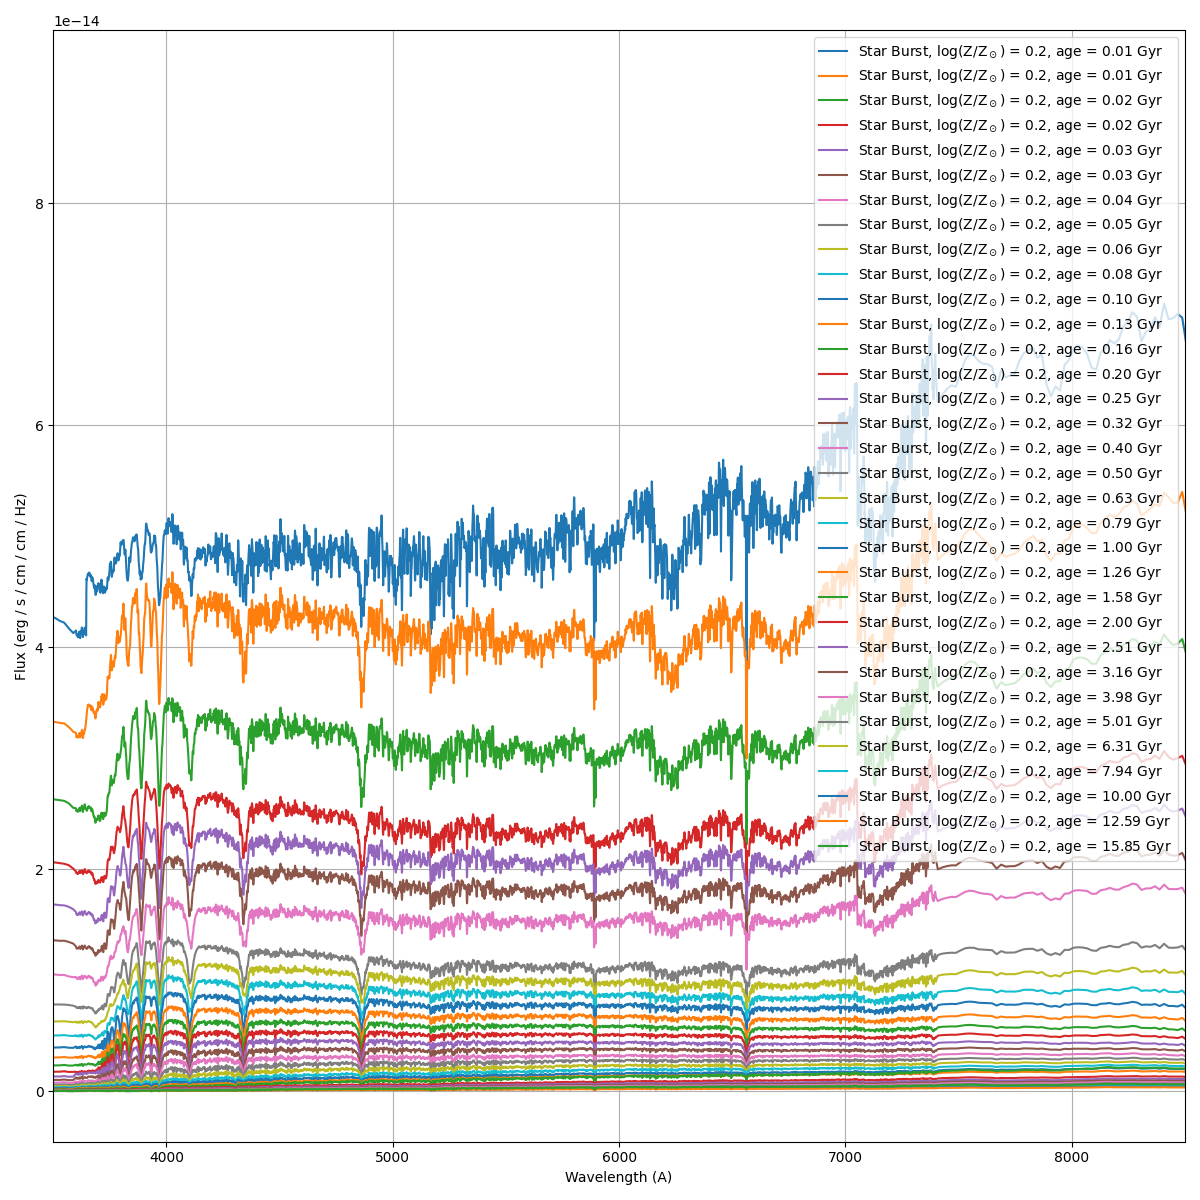 1e−14
8
6
4
2
0
Flux (erg / s / cm / cm / Hz)
4000 5000 6000 7000 8000
Wavelength (A)
Star Burst, log(Z/Z⊙) = 0.2, age = 0.01 Gyr
Star Burst, log(Z/Z⊙) = 0.2, age = 0.01 Gyr
Star Burst, log(Z/Z⊙) = 0.2, age = 0.02 Gyr
Star Burst, log(Z/Z⊙) = 0.2, age = 0.02 Gyr
Star Burst, log(Z/Z⊙) = 0.2, age = 0.03 Gyr
Star Burst, log(Z/Z⊙) = 0.2, age = 0.03 Gyr
Star Burst, log(Z/Z⊙) = 0.2, age = 0.04 Gyr
Star Burst, log(Z/Z⊙) = 0.2, age = 0.05 Gyr
Star Burst, log(Z/Z⊙) = 0.2, age = 0.06 Gyr
Star Burst, log(Z/Z⊙) = 0.2, age = 0.08 Gyr
Star Burst, log(Z/Z⊙) = 0.2, age = 0.10 Gyr
Star Burst, log(Z/Z⊙) = 0.2, age = 0.13 Gyr
Star Burst, log(Z/Z⊙) = 0.2, age = 0.16 Gyr
Star Burst, log(Z/Z⊙) = 0.2, age = 0.20 Gyr
Star Burst, log(Z/Z⊙) = 0.2, age = 0.25 Gyr
Star Burst, log(Z/Z⊙) = 0.2, age = 0.32 Gyr
Star Burst, log(Z/Z⊙) = 0.2, age = 0.40 Gyr
Star Burst, log(Z/Z⊙) = 0.2, age = 0.50 Gyr
Star Burst, log(Z/Z⊙) = 0.2, age = 0.63 Gyr
Star Burst, log(Z/Z⊙) = 0.2, age = 0.79 Gyr
Star Burst, log(Z/Z⊙) = 0.2, age = 1.00 Gyr
Star Burst, log(Z/Z⊙) = 0.2, age = 1.26 Gyr
Star Burst, log(Z/Z⊙) = 0.2, age = 1.58 Gyr
Star Burst, log(Z/Z⊙) = 0.2, age = 2.00 Gyr
Star Burst, log(Z/Z⊙) = 0.2, age = 2.51 Gyr
Star Burst, log(Z/Z⊙) = 0.2, age = 3.16 Gyr
Star Burst, log(Z/Z⊙) = 0.2, age = 3.98 Gyr
Star Burst, log(Z/Z⊙) = 0.2, age = 5.01 Gyr
Star Burst, log(Z/Z⊙) = 0.2, age = 6.31 Gyr
Star Burst, log(Z/Z⊙) = 0.2, age = 7.94 Gyr
Star Burst, log(Z/Z⊙) = 0.2, age = 10.00 Gyr
Star Burst, log(Z/Z⊙) = 0.2, age = 12.59 Gyr
Star Burst, log(Z/Z⊙) = 0.2, age = 15.85 Gyr